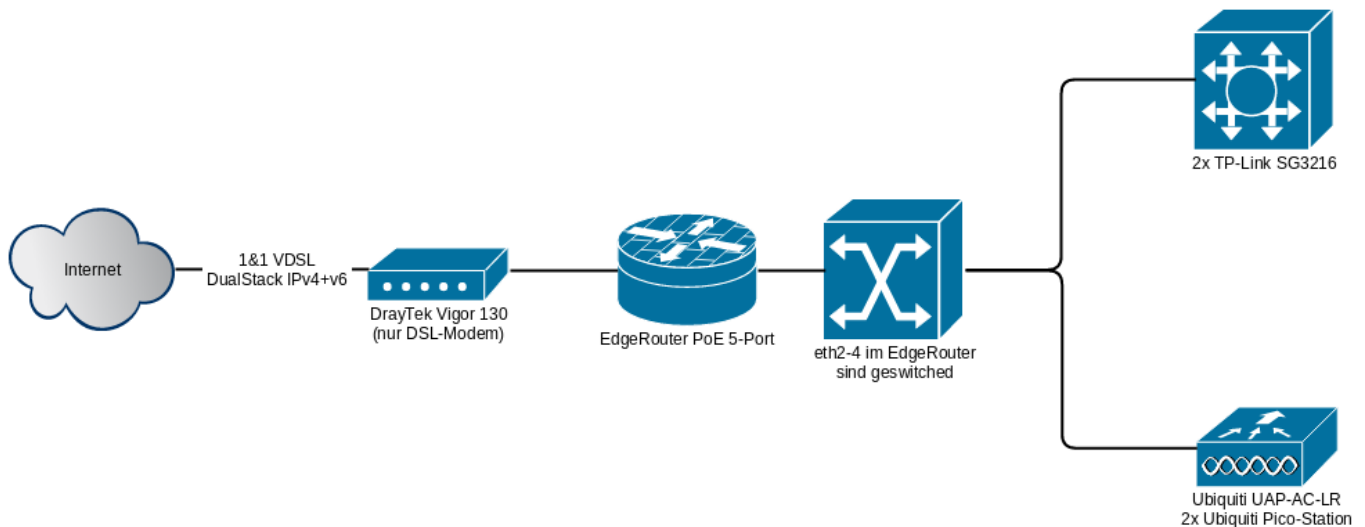 Internet
1&1 VDSL
DualStack IPv4+v6
DrayTek Vigor 130
(nur DSL-Modem)
EdgeRouter PoE 5-Port
eth2-4 im EdgeRouter
sind geswitched
2x TP-Link SG3216
Ubiquiti UAP-AC-LR
2x Ubiquiti Pico-Station